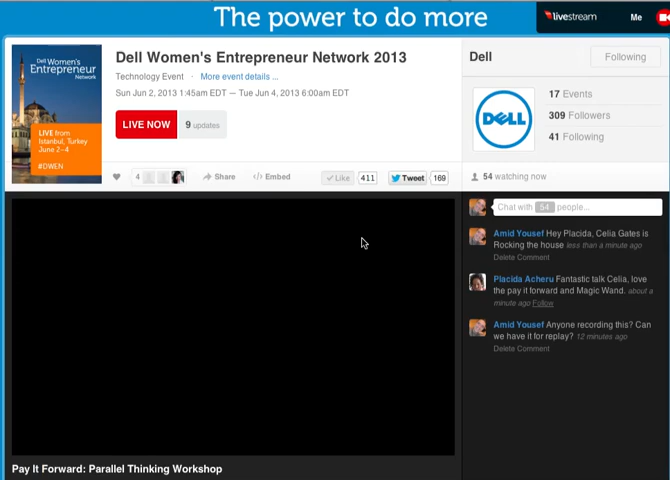 The power to do more
livestream
Me
Dell Women's
Entrepreneur
Network
LIVE from
Istanbul, Turkey
June 2–4
#DWEN
Dell Women's Entrepreneur Network 2013
Technology Event · More event details ...
Sun Jun 2, 2013 1:45am EDT — Tue Jun 4, 2013 6:00am EDT
LIVE NOW
9 updates
4
Share
</> Embed
Like
411
Tweet
169
Dell
Following
DELL
17 Events
309 Followers
41 Following
54 watching now
Chat with 54 people...
Amid Yousef Hey Placida, Celia Gates is
Rocking the house less than a minute ago
Delete Comment
Placida Acheru Fantastic talk Celia, love
the pay it forward and Magic Wand. about a
minute ago Follow
Amid Yousef Anyone recording this? Can
we have it for replay? 12 minutes ago
Delete Comment
Pay It Forward: Parallel Thinking Workshop